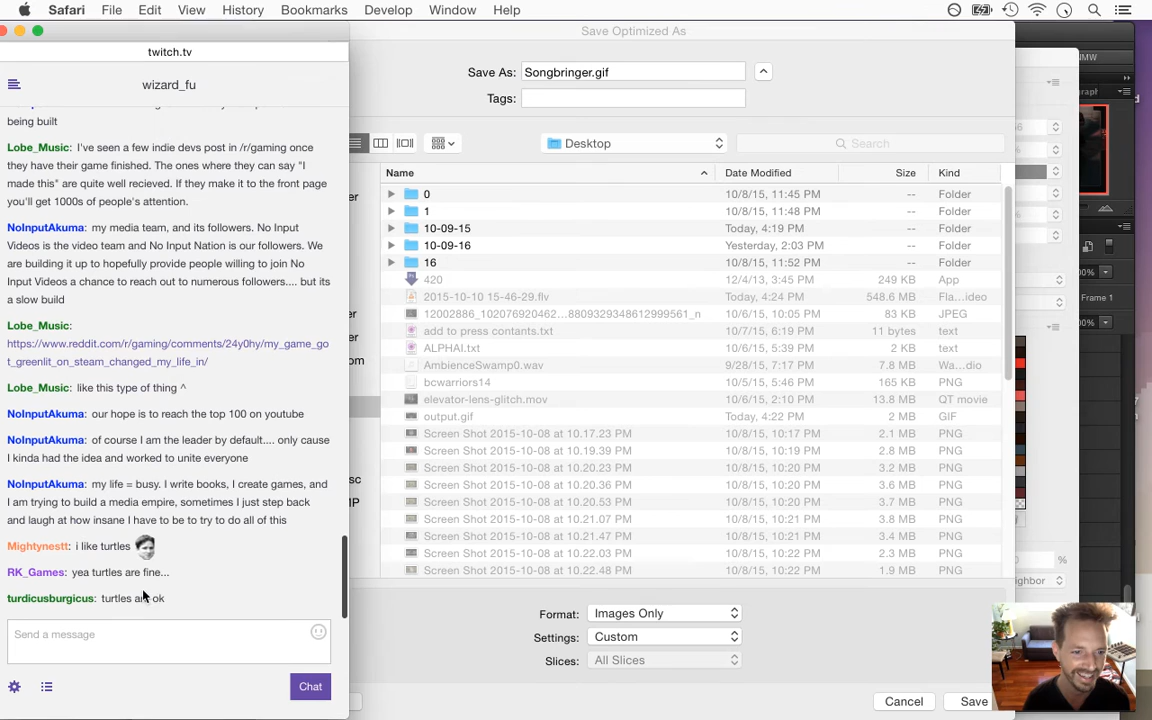 Safari File Edit View History Bookmarks Develop Window Help
twitch.tv
wizard_fu
being built
Lobe_Music: I've seen a few indie devs post in /r/gaming once
they have their game finished. The ones where they can say "I
made this" are quite well recieved. If they make it to the front page
you'll get 1000s of people's attention.
NoInputAkuma: my media team, and its followers. No Input
Videos is the video team and No Input Nation is our followers. We
are building it up to hopefully provide people willing to join No
Input Videos a chance to reach out to numerous followers.... but its
a slow build
Lobe_Music:
https://www.reddit.com/r/gaming/comments/24y0hy/my_game_go
t_greenlit_on_steam_changed_my_life_in/
Lobe_Music: like this type of thing ^
NoInputAkuma: our hope is to reach the top 100 on youtube
NoInputAkuma: of course I am the leader by default.... only cause
I kinda had the idea and worked to unite everyone
NoInputAkuma: my life = busy. I write books, I create games, and
I am trying to build a media empire, sometimes I just step back
and laugh at how insane I have to be to try to do all of this
Mightynestt: i like turtles
RK_Games: yea turtles are fine...
turdicusburgicus: turtles are ok
Send a message
Chat
Save Optimized As
Save As: Songbringer.gif
Tags:
Desktop
Search
Name Date Modified Size Kind
0 10/8/15, 11:45 PM -- Folder
1 10/8/15, 11:48 PM -- Folder
10-09-15 Today, 4:19 PM -- Folder
10-09-16 Yesterday, 2:03 PM -- Folder
16 10/8/15, 11:52 PM -- Folder
420 12/4/13, 3:45 PM 249 KB App
2015-10-10 15-46-29.flv Today, 4:24 PM 548.6 MB Fla...ideo
12002886_102076920462...8809329348612999561_n 10/6/15, 10:05 PM 83 KB JPEG
add to press contants.txt 10/7/15, 6:19 PM 11 bytes text
ALPHAI.txt 10/6/15, 5:39 PM 2 KB text
AmbienceSwamp0.wav 9/28/15, 7:17 PM 7.8 MB Wa...dio
bcwarriors14 10/5/15, 5:46 PM 165 KB PNG
elevator-lens-glitch.mov 10/6/15, 2:10 PM 13.8 MB QT movie
output.gif Today, 4:22 PM 2 MB GIF
Screen Shot 2015-10-08 at 10.17.23 PM 10/8/15, 10:17 PM 2.1 MB PNG
Screen Shot 2015-10-08 at 10.19.39 PM 10/8/15, 10:19 PM 2.8 MB PNG
Screen Shot 2015-10-08 at 10.20.23 PM 10/8/15, 10:20 PM 3.2 MB PNG
Screen Shot 2015-10-08 at 10.20.36 PM 10/8/15, 10:20 PM 3.6 MB PNG
Screen Shot 2015-10-08 at 10.20.53 PM 10/8/15, 10:21 PM 3.7 MB PNG
Screen Shot 2015-10-08 at 10.21.07 PM 10/8/15, 10:21 PM 3.8 MB PNG
Screen Shot 2015-10-08 at 10.21.47 PM 10/8/15, 10:21 PM 3.9 MB PNG
Screen Shot 2015-10-08 at 10.22.03 PM 10/8/15, 10:22 PM 3.8 MB PNG
Screen Shot 2015-10-08 at 10.22.48 PM 10/8/15, 10:22 PM 1.9 MB PNG
Format: Images Only
Settings: Custom
Slices: All Slices
Cancel Save
Frame 1
%